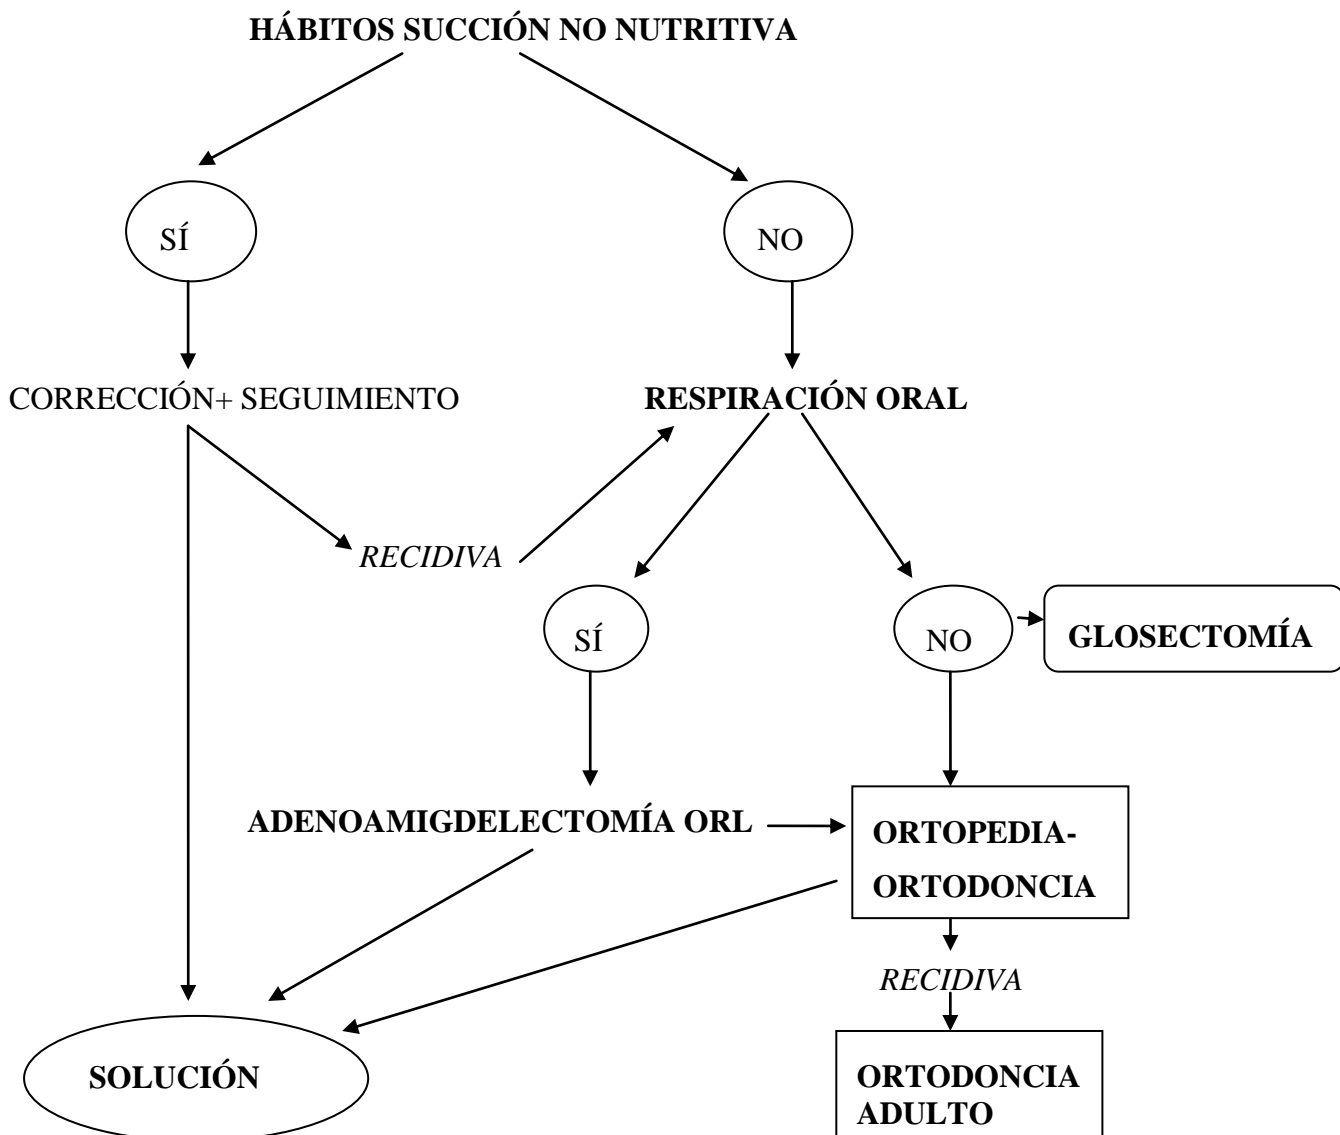 HÁBITOS SUCCIÓN NO NUTRITIVA
SÍ
NO
CORRECCIÓN+ SEGUIMIENTO
RESPIRACIÓN ORAL
RECIDIVA
SÍ
NO
GLOSECTOMÍA
ADENOAMIGDELECTOMÍA ORL
ORTOPEDIA-
ORTODONCIA
RECIDIVA
SOLUCIÓN
ORTODONCIA
ADULTO